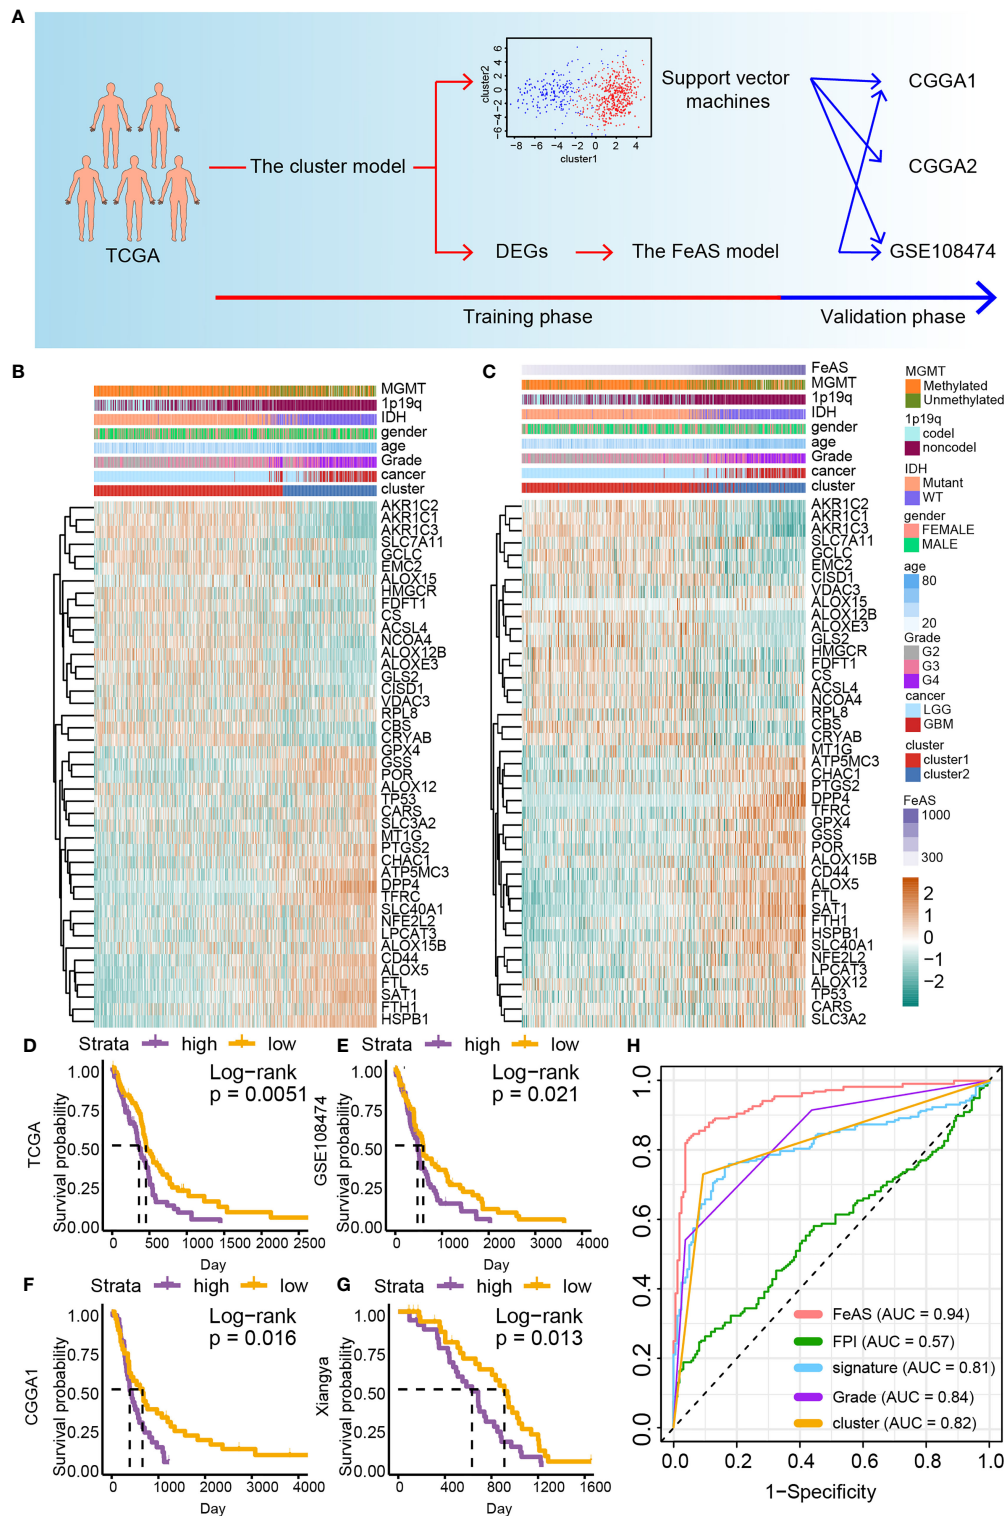 A
TCGA
The cluster model
cluster2
6
4
2
0
−2
−4
−6
−8 −6 −4 −2 0 2 4
cluster1
Support vector
machines
CGGA1
CGGA2
GSE108474
DEGs
The FeAS model
Training phase
Validation phase
B
MGMT
1p19q
IDH
gender
age
Grade
cancer
cluster
AKR1C2
AKR1C1
AKR1C3
SLC7A11
GCLC
EMC2
ALOX15
HMGCR
FDFT1
CS
ACSL4
NCOA4
ALOX12B
ALOXE3
GLS2
CISD1
VDAC3
RPL8
CBS
CRYAB
GPX4
GSS
POR
ALOX12
TP53
CARS
SLC3A2
MT1G
PTGS2
CHAC1
ATP5MC3
DPP4
TFRC
SLC40A1
NFE2L2
LPCAT3
ALOX15B
CD44
ALOX5
FTL
SAT1
FTH1
HSPB1
C
FeAS
MGMT
1p19q
IDH
gender
age
Grade
cancer
cluster
AKR1C2
AKR1C1
AKR1C3
SLC7A11
GCLC
EMC2
CISD1
VDAC3
ALOX15
ALOX12B
ALOXE3
GLS2
HMGCR
FDFT1
CS
ACSL4
NCOA4
RPL8
CBS
CRYAB
MT1G
ATP5MC3
CHAC1
PTGS2
DPP4
TFRC
GPX4
GSS
POR
ALOX15B
CD44
ALOX5
FTL
SAT1
FTH1
HSPB1
SLC40A1
NFE2L2
LPCAT3
ALOX12
TP53
CARS
SLC3A2
MGMT
Methylated
Unmethylated
1p19q
codel
noncodel
IDH
Mutant
WT
gender
FEMALE
MALE
age
80
20
Grade
G2
G3
G4
cancer
LGG
GBM
cluster
cluster1
cluster2
FeAS
1000
300
2
1
0
−1
−2
D
Strata high low
TCGA
Survival probability
1.00
0.75
0.50
0.25
0.00
Log−rank
p = 0.0051
0 500 1000 1500 2000 2500
Day
E
Strata high low
GSE108474
Survival probability
1.00
0.75
0.50
0.25
0.00
Log−rank
p = 0.021
0 1000 2000 3000 4000
Day
F
Strata high low
CGGA1
Survival probability
1.00
0.75
0.50
0.25
0.00
Log−rank
p = 0.016
0 1000 2000 3000 4000
Day
G
Strata high low
Xiangya
Survival probability
1.00
0.75
0.50
0.25
0.00
Log−rank
p = 0.013
0 400 800 1200 1600
Day
H
1.0
0.8
0.6
0.4
0.2
0.0
FeAS (AUC = 0.94)
FPI (AUC = 0.57)
signature (AUC = 0.81)
Grade (AUC = 0.84)
cluster (AUC = 0.82)
0.0 0.2 0.4 0.6 0.8 1.0
1−Specificity